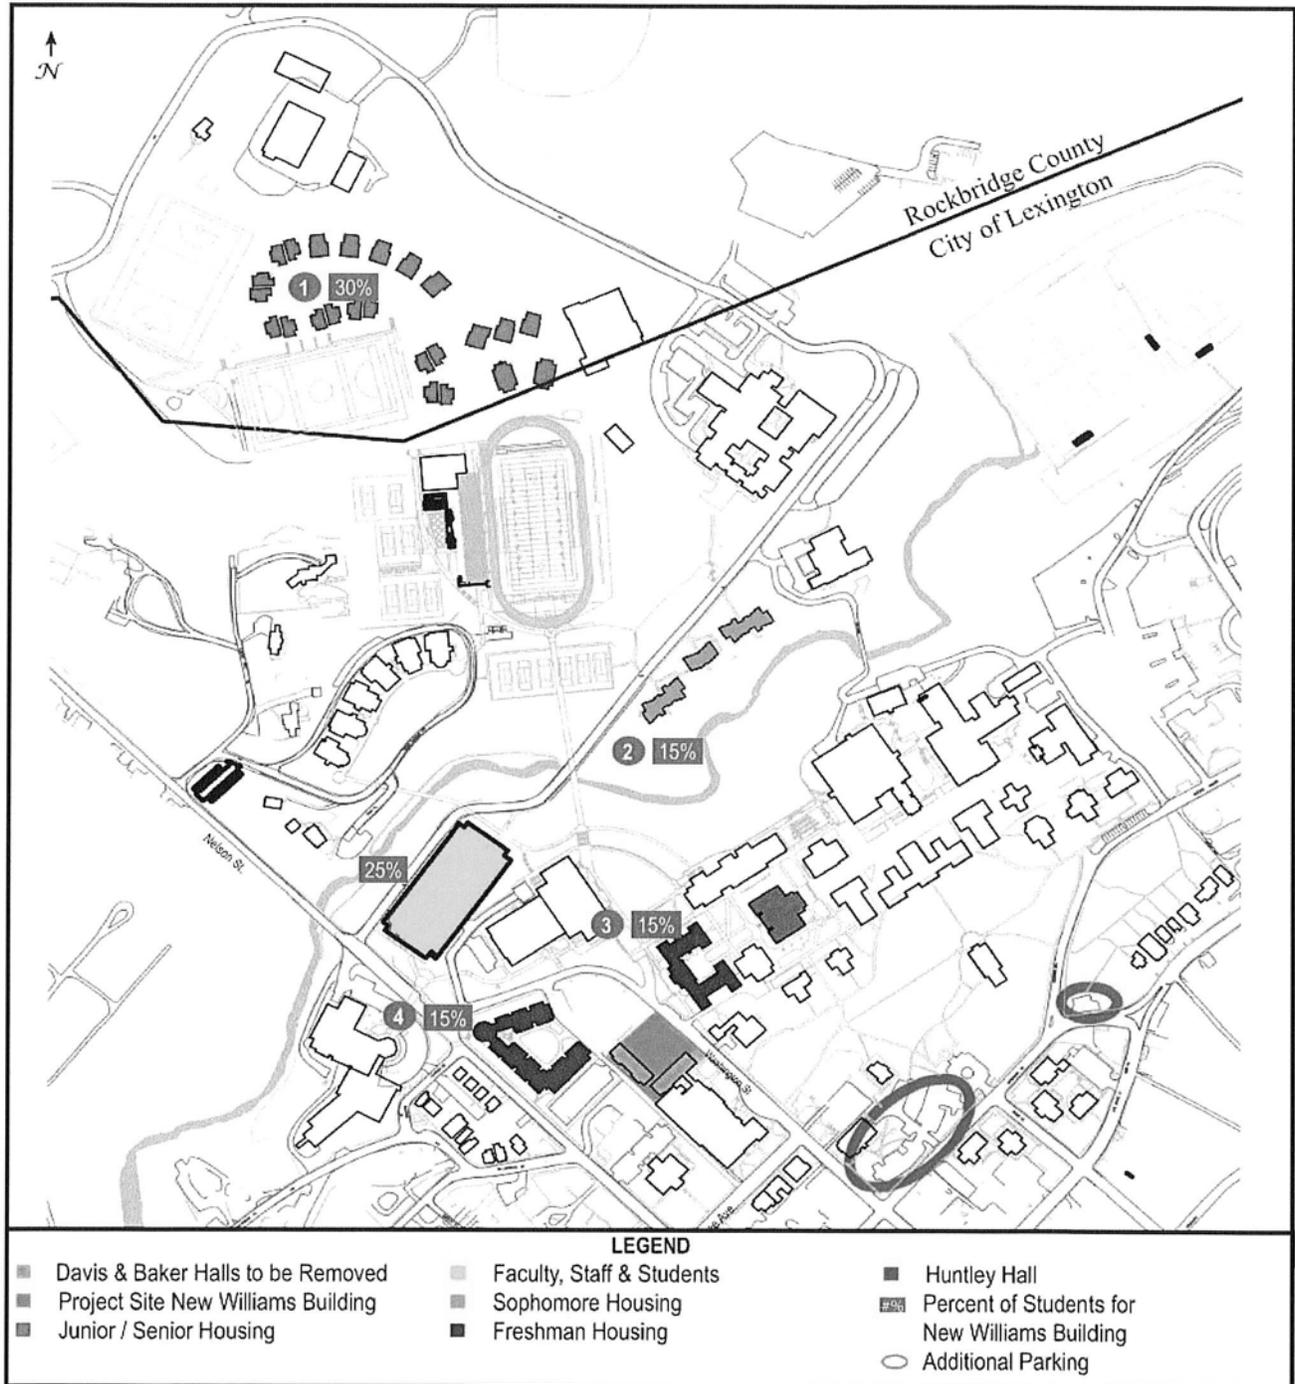 N
Rockbridge County
City of Lexington
1 30%
2 15%
Nelson St.
25%
3 15%
4 15%
Washington St
LEGEND
Davis & Baker Halls to be Removed
Project Site New Williams Building
Junior / Senior Housing
Faculty, Staff & Students
Sophomore Housing
Freshman Housing
Huntley Hall
#% Percent of Students for
New Williams Building
Additional Parking